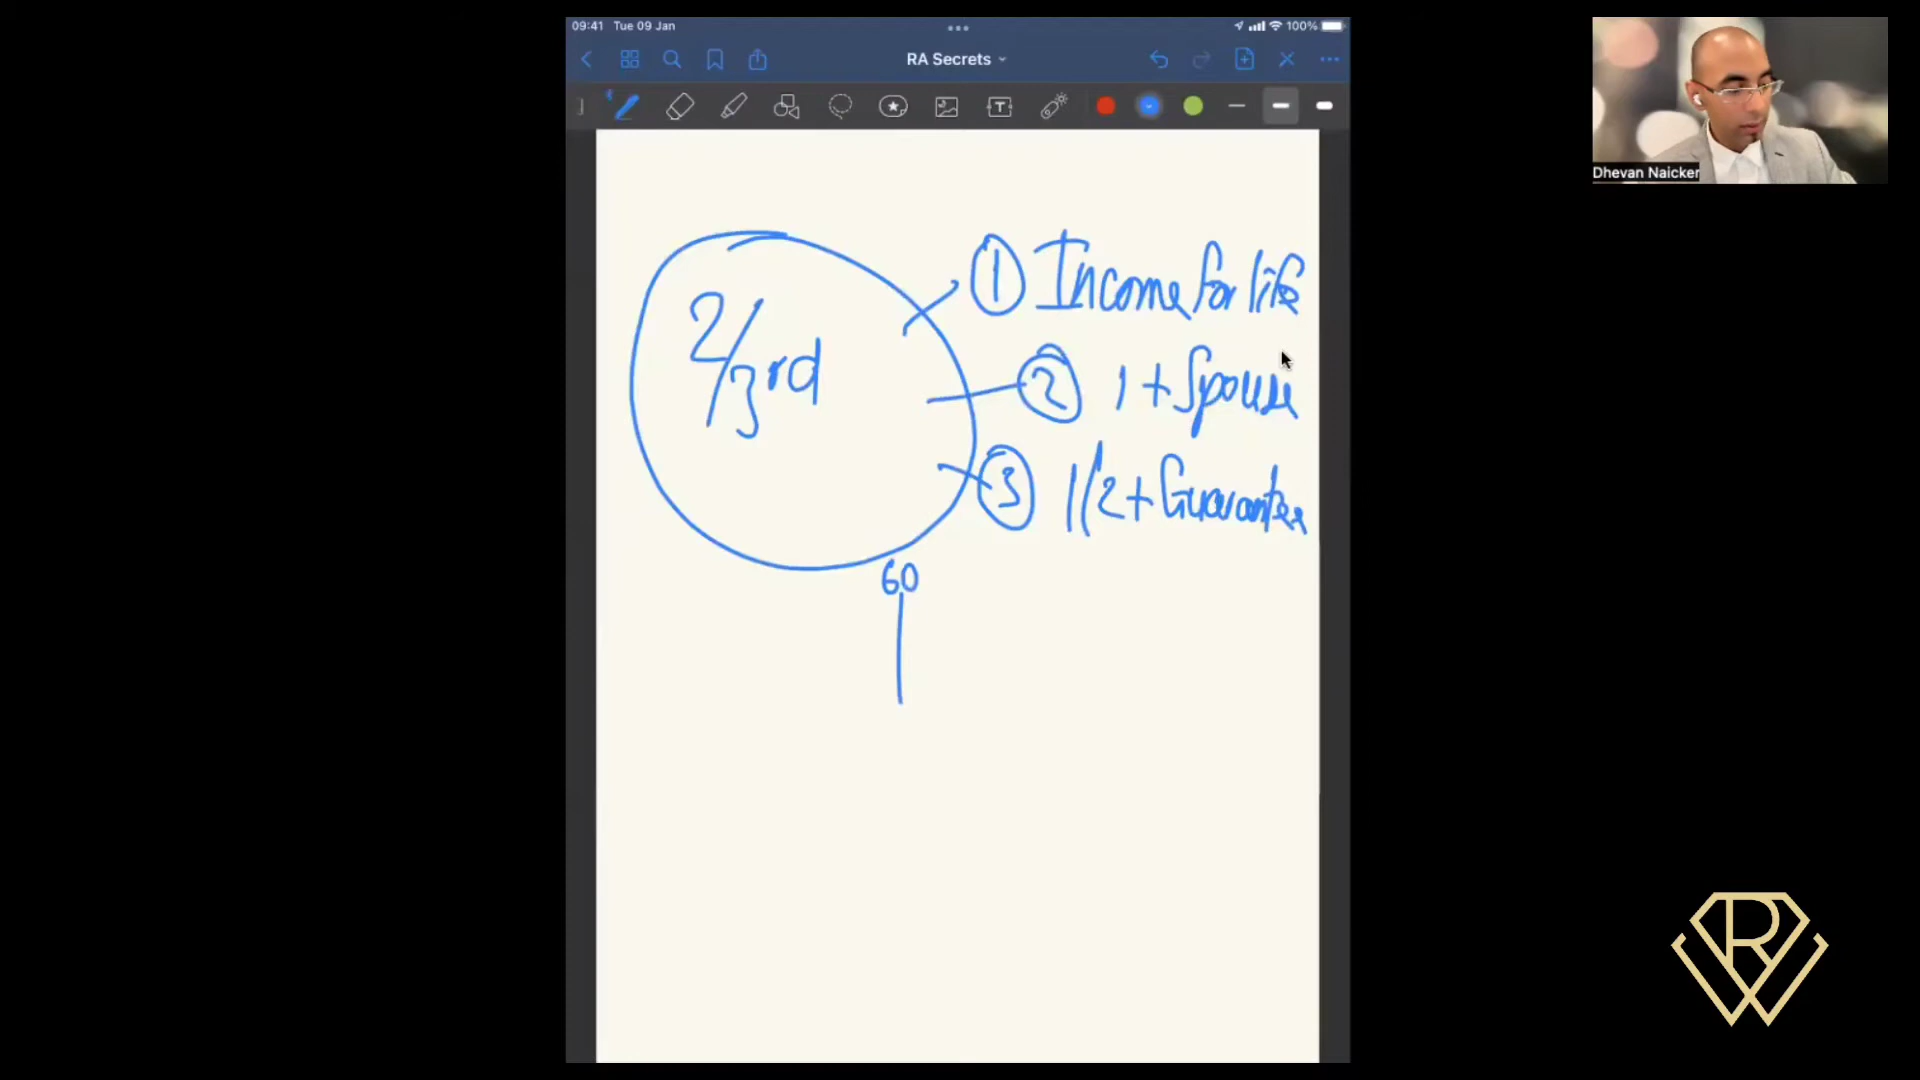 09:41 Tue 09 Jan
100%
RA Secrets
Dhevan Naicker
2/3rd
1 Income for life
2 1 + Spouse
3 1/2 + Guarantee
60
RW